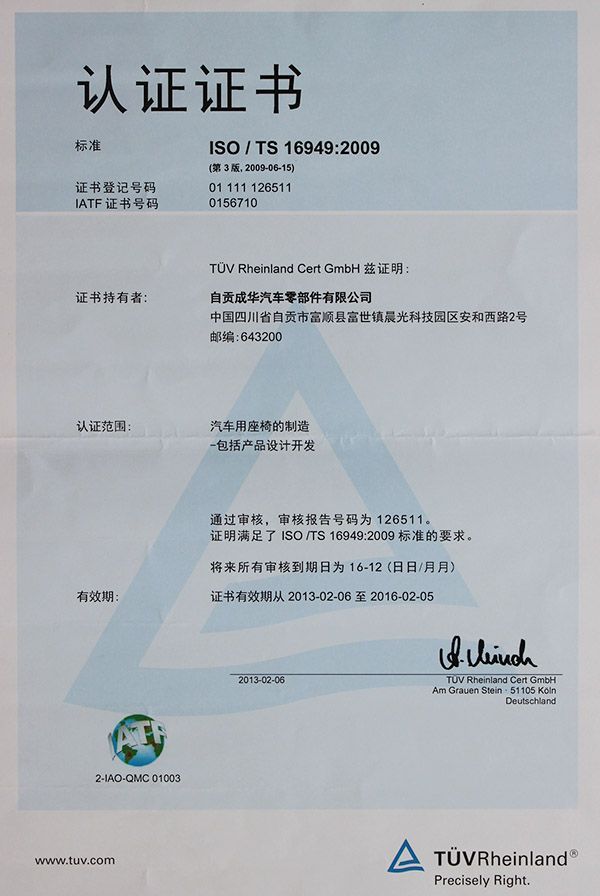 认证证书
标准 ISO / TS 16949:2009
(第 3 版, 2009-06-15)
证书登记号码 01 111 126511
IATF 证书号码 0156710
TÜV Rheinland Cert GmbH 兹证明:
证书持有者: 自贡成华汽车零部件有限公司
中国四川省自贡市富顺县富世镇晨光科技园区安和西路2号
邮编:643200
认证范围: 汽车用座椅的制造
-包括产品设计开发
通过审核，审核报告号码为 126511。
证明满足了 ISO /TS 16949:2009 标准的要求。
将来所有审核到期日为 16-12 (日日/月月)
有效期: 证书有效期从 2013-02-06 至 2016-02-05
2013-02-06 TÜV Rheinland Cert GmbH
Am Grauen Stein · 51105 Köln
Deutschland
IATF
2-IAO-QMC 01003
www.tuv.com TÜVRheinland®
Precisely Right.